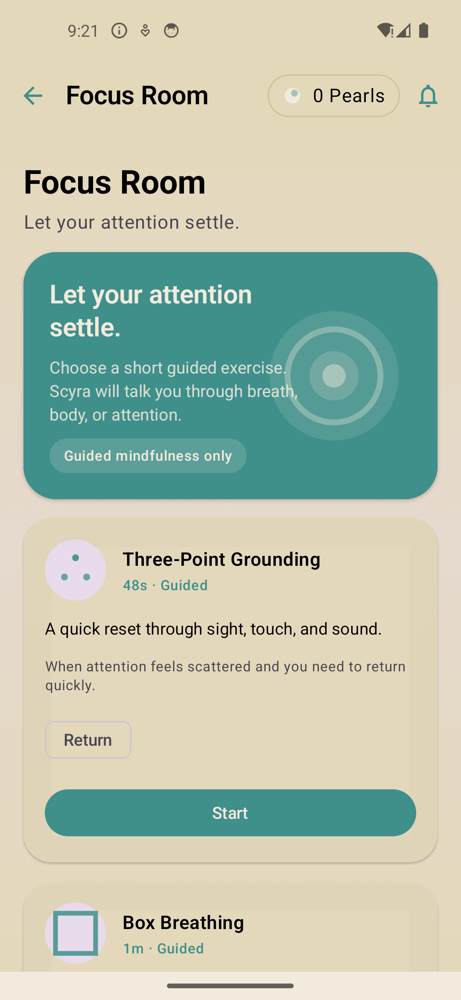 9:21
Focus Room
0 Pearls
Focus Room
Let your attention settle.
Let your attention
settle.
Choose a short guided exercise.
Scyra will talk you through breath,
body, or attention.
Guided mindfulness only
Three-Point Grounding
48s · Guided
A quick reset through sight, touch, and sound.
When attention feels scattered and you need to return
quickly.
Return
Start
Box Breathing
1m · Guided